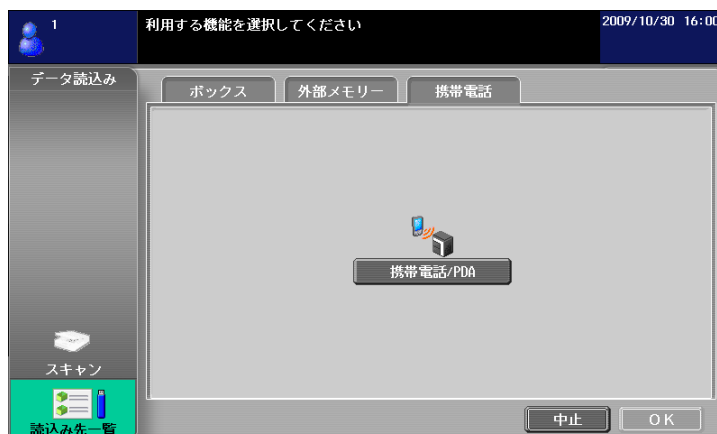 1
利用する機能を選択してください
2009/10/30 16:00
データ読込み
ボックス
外部メモリー
携帯電話
携帯電話/PDA
スキャン
読込み先一覧
中止
OK